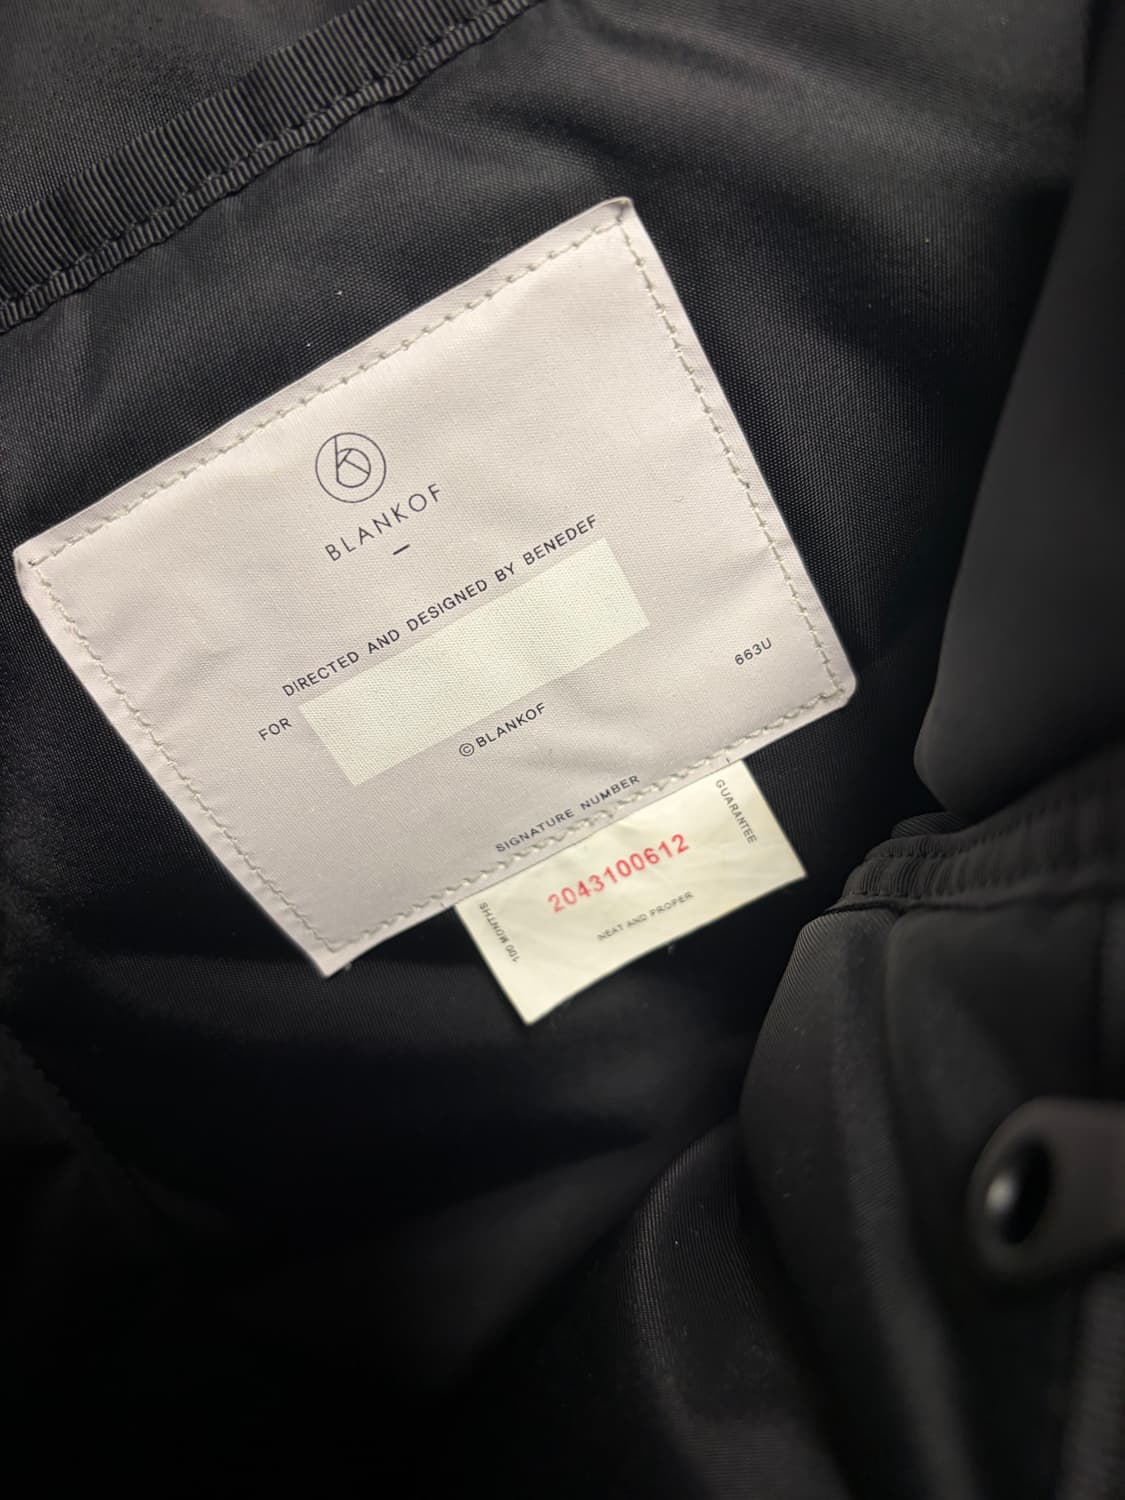 BLANKOF
DIRECTED AND DESIGNED BY BENEDEF
FOR
© BLANKOF
663U
SIGNATURE NUMBER
2043100612
GUARANTEE
NEAT AND PROPER
100 MONTHS